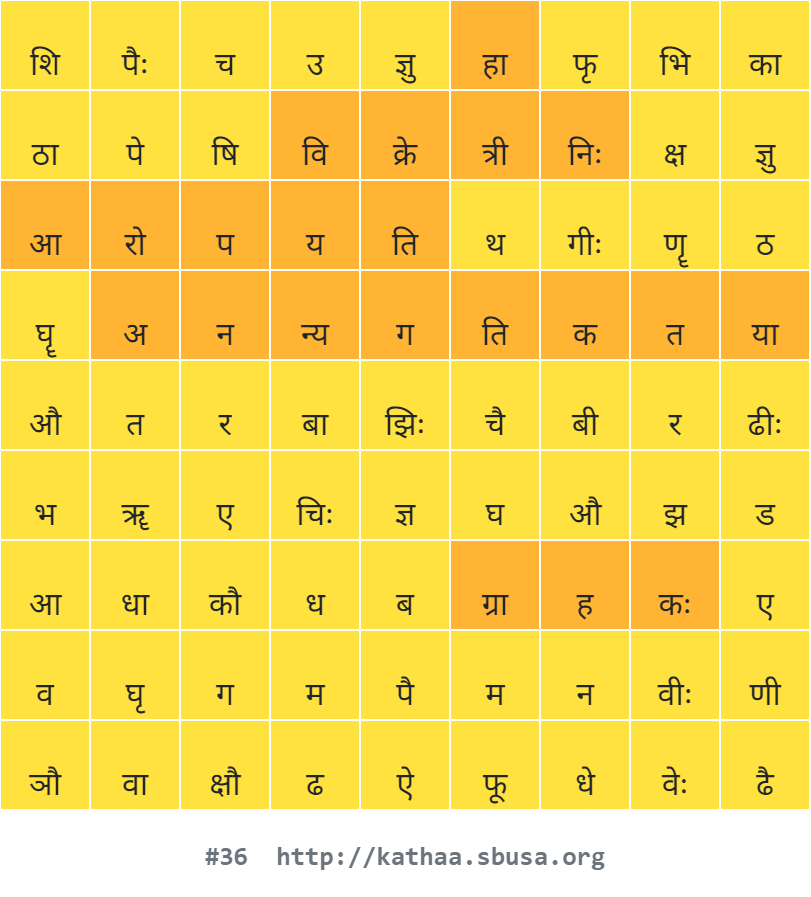 शि पैः च उ ज्ञु हा फृ भि का
ठा पे षि वि क्रे त्री निः क्ष ज्ञु
आ रो प य ति थ गीः णॄ ठ
घॄ अ न न्य ग ति क त या
औ त र बा झिः चै बी र ढीः
भ ॠ ए चिः ज्ञ घ औ झ ड
आ धा कौ ध ब ग्रा ह कः ए
व घृ ग म पै म न वीः णी
ञौ वा क्षौ ढ ऐ फू धे वेः ढै
#36 http://kathaa.sbusa.org